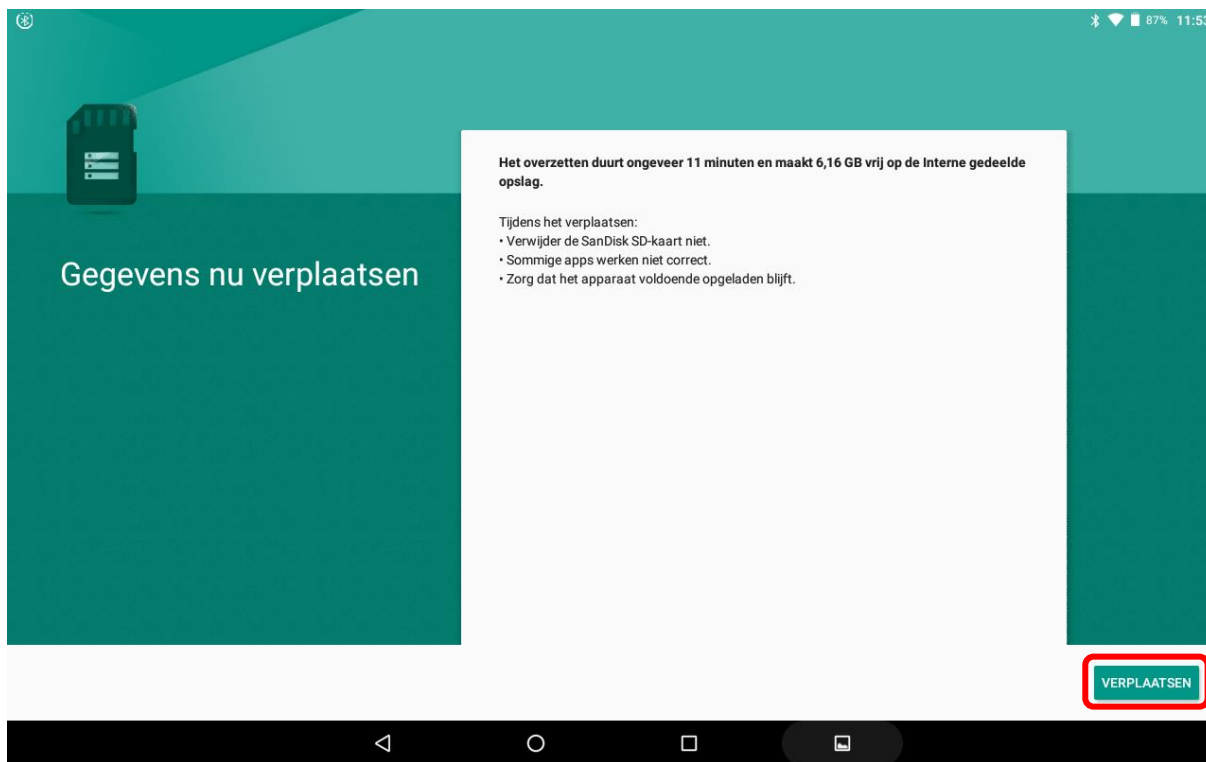 87% 11:53
Het overzetten duurt ongeveer 11 minuten en maakt 6,16 GB vrij op de Interne gedeelde
opslag.
Tijdens het verplaatsen:
• Verwijder de SanDisk SD-kaart niet.
• Sommige apps werken niet correct.
• Zorg dat het apparaat voldoende opgeladen blijft.
Gegevens nu verplaatsen
VERPLAATSEN